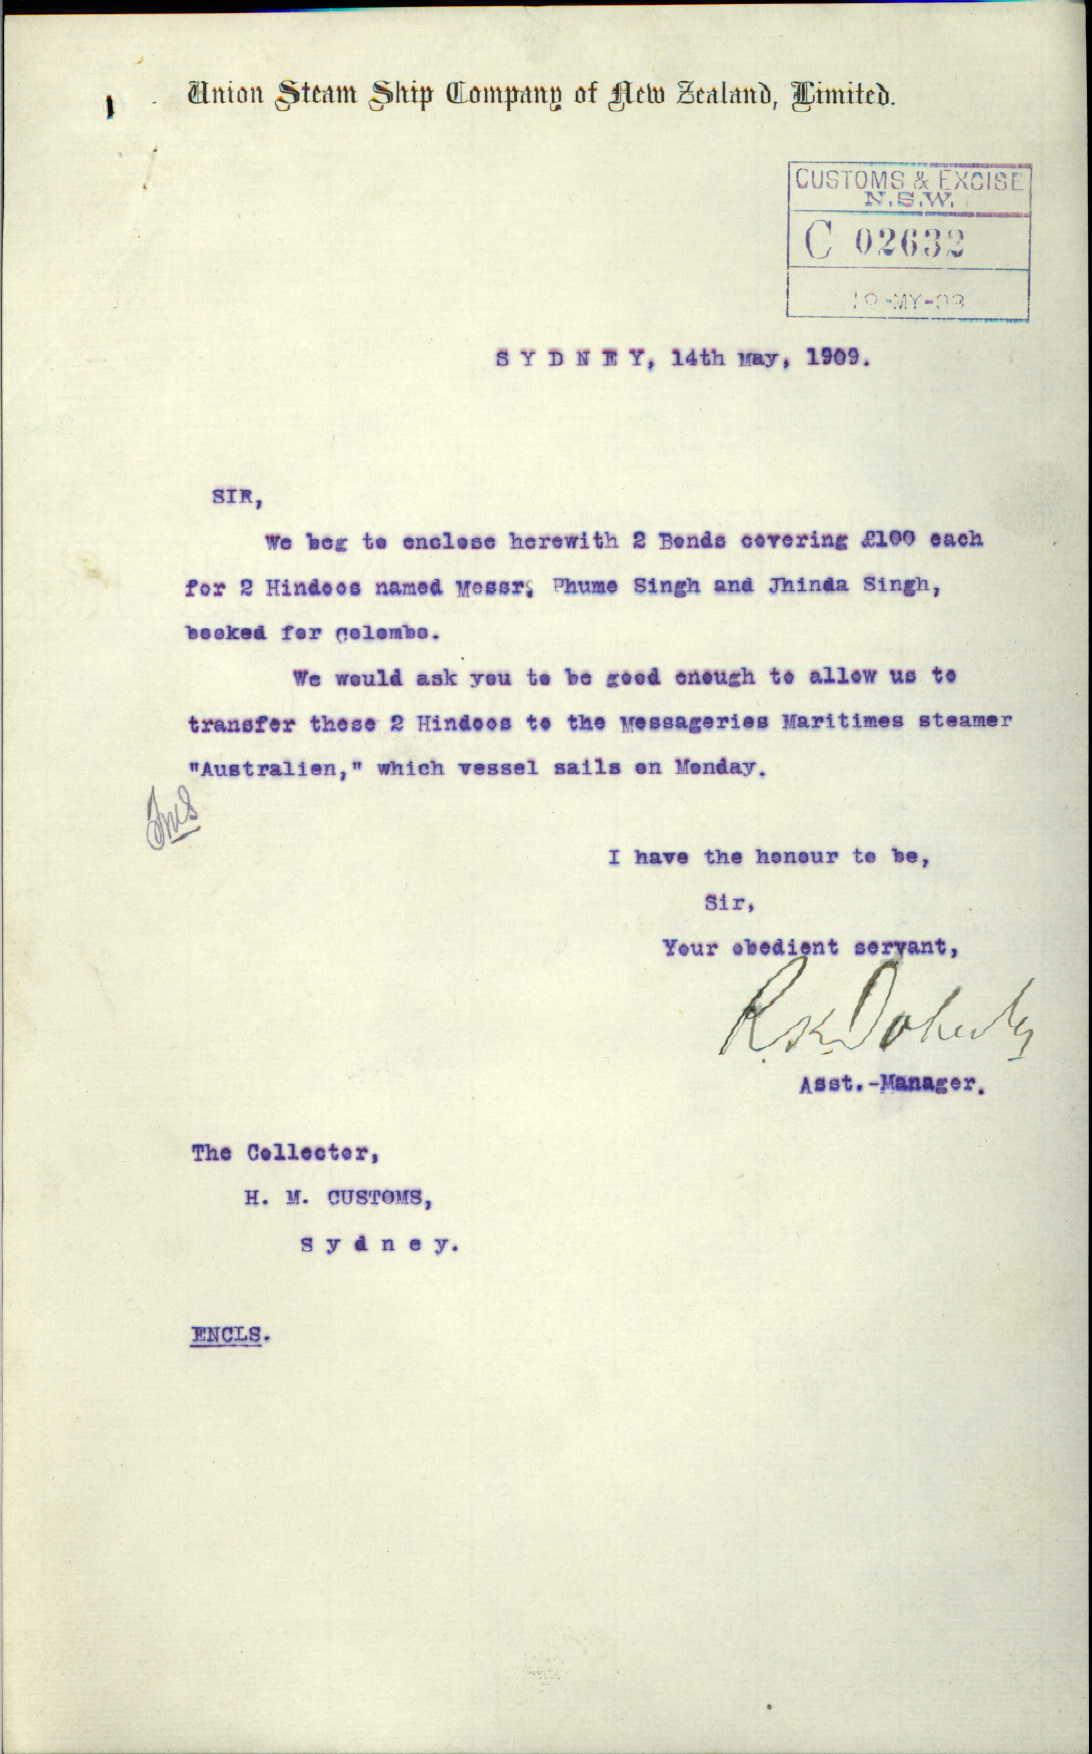 Union Steam Ship Company of New Zealand, Limited.
CUSTOMS & EXCISE
N.S.W.
C 02632
MY-09
S Y D N E Y, 14th May, 1909.
SIR,
We beg to enclose herewith 2 Bonds covering £100 each
for 2 Hindoos named Messrs Phume Singh and Jhinda Singh,
booked for Colombo.
We would ask you to be good enough to allow us to
transfer these 2 Hindoos to the Messageries Maritimes steamer
"Australien," which vessel sails on Monday.
I have the honour to be,
Sir,
Your obedient servant,
R. K. Doherty
Asst.-Manager.
The Collector,
H. M. CUSTOMS,
S y d n e y.
ENCLS.